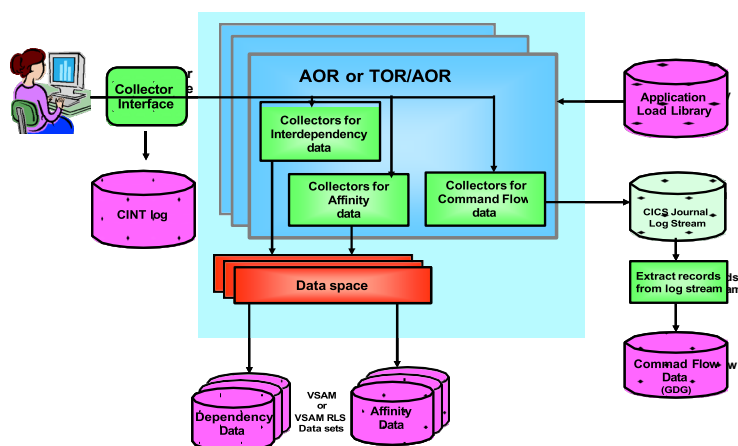 AOR or TOR/AOR
Collector
Interface
Application
Load Library
Collectors for
Interdependency
data
Collectors for
Affinity
data
Collectors for
Command Flow
data
CINT log
CICS Journal
Log Stream
Data space
Extract records
from log stream
Commad Flow
Data
(GDG)
VSAM
or
VSAM RLS
Data sets
Dependency
Data
Affinity
Data